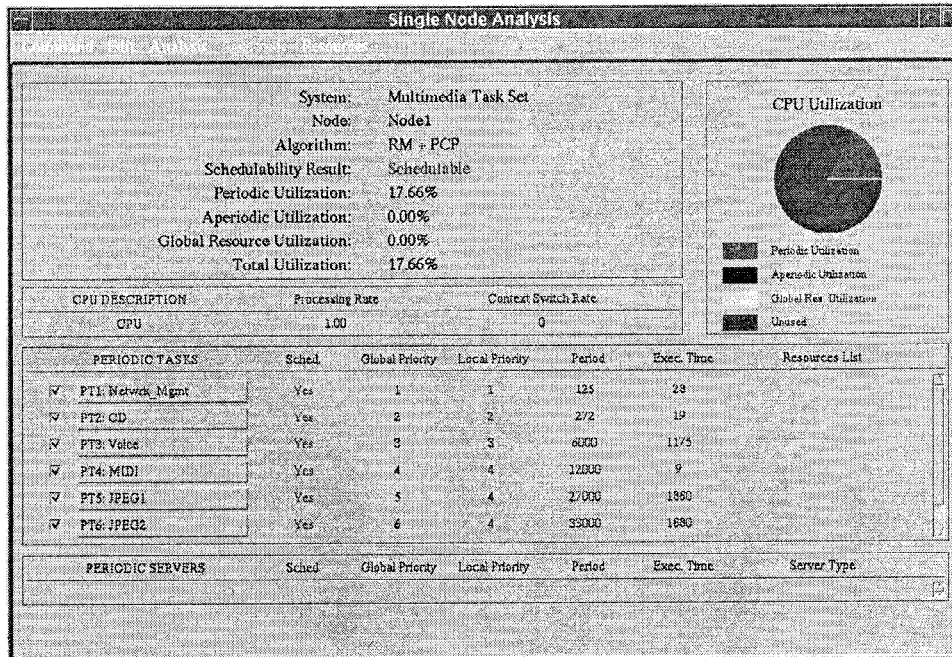 Single Node Analysis
Command Edit Analysis Resources
System: Multimedia Task Set
Node: Node1
Algorithm: RM + PCP
Schedulability Result: Schedulable
Periodic Utilization: 17.66%
Aperiodic Utilization: 0.00%
Global Resource Utilization: 0.00%
Total Utilization: 17.66%
CPU Utilization
Periodic Utilization
Aperiodic Utilization
Global Res. Utilization
Unused
CPU DESCRIPTION Processing Rate Context Switch Rate
CPU 1.00 0
PERIODIC TASKS Sched. Global Priority Local Priority Period Exec. Time Resources List
PT1: Netwrk_Mgmt Yes 1 1 125 23
PT2: CD Yes 2 2 272 19
PT3: Voice Yes 3 3 6000 1175
PT4: MIDI Yes 4 4 12000 9
PT5: JPEG1 Yes 5 4 27000
PT6: JPEG2 Yes 6 4 33000
PERIODIC SERVERS Sched. Global Priority Local Priority Period Exec. Time Server Type